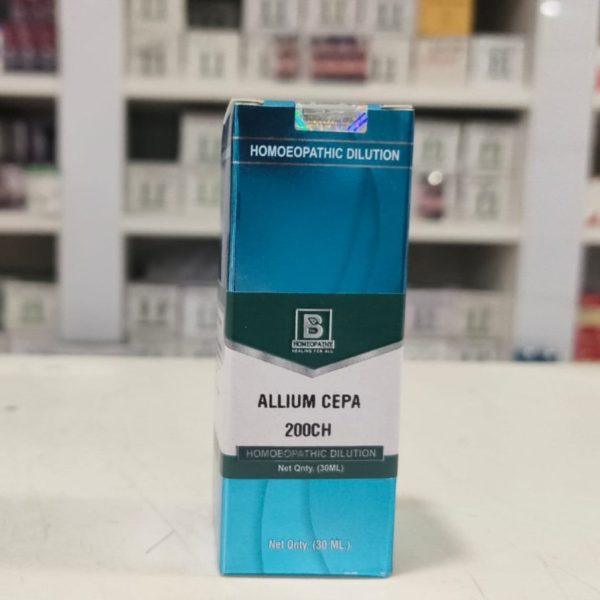 HOMOEOPATHIC DILUTION
B
HOMEOPATHY
HEALING FOR ALL
ALLIUM CEPA
200CH
HOMOEOPATHIC DILUTION
Net Qnty. (30ML)
Net Qnty. (30 ML.)